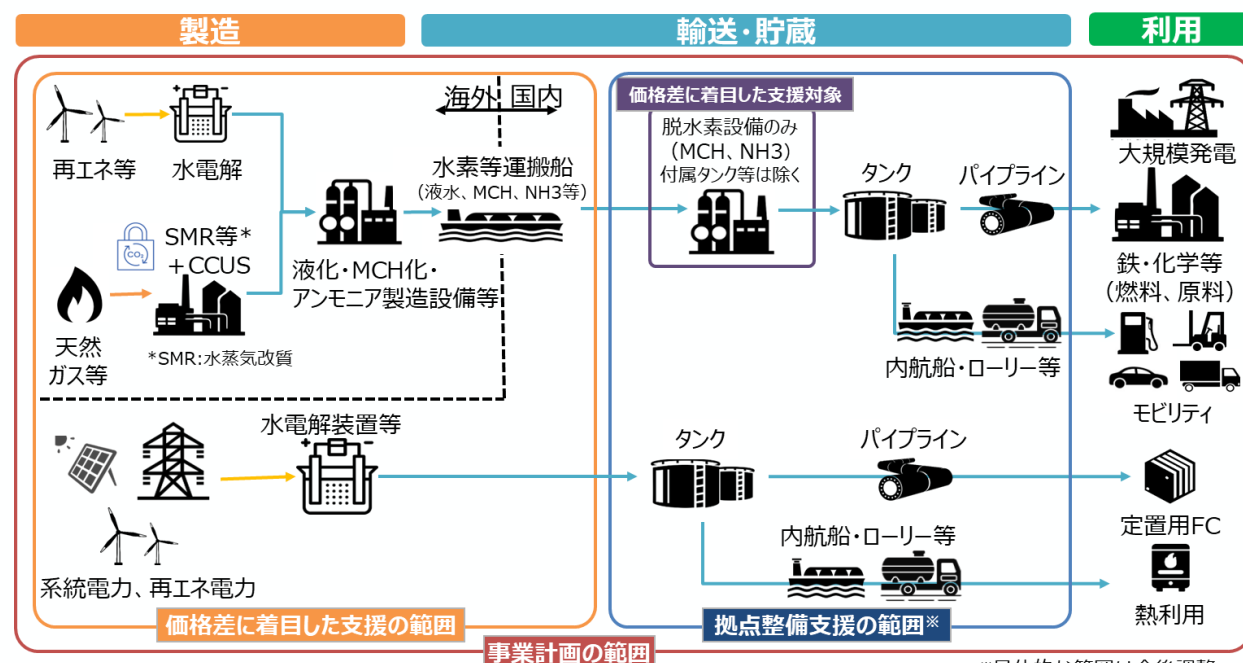 製造
輸送・貯蔵
利用
海外 国内
再エネ等
水電解
水素等運搬船
(液水、MCH、NH3等)
SMR等*
+CCUS
CO2
天然
ガス等
*SMR:水蒸気改質
液化・MCH化・
アンモニア製造設備等
価格差に着目した支援対象
脱水素設備のみ
(MCH、NH3)
付属タンク等は除く
タンク
パイプライン
内航船・ローリー等
大規模発電
鉄・化学等
(燃料、原料)
モビリティ
水電解装置等
系統電力、再エネ電力
タンク
パイプライン
内航船・ローリー等
定置用FC
熱利用
価格差に着目した支援の範囲
拠点整備支援の範囲※
事業計画の範囲